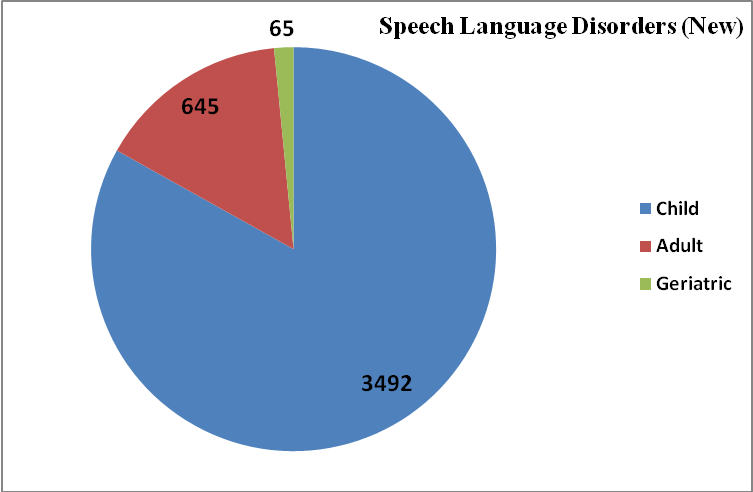 Speech Language Disorders (New)
65
645
3492
Child
Adult
Geriatric